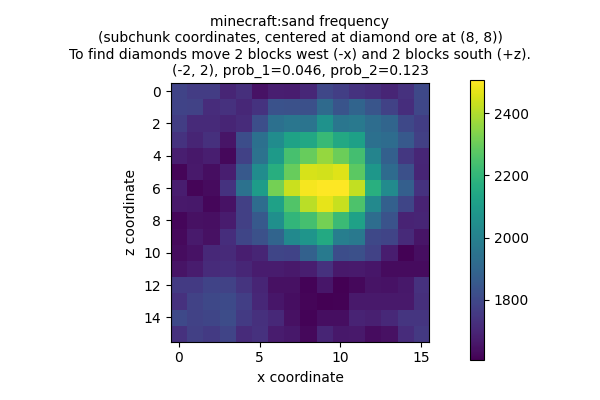 minecraft:sand frequency
(subchunk coordinates, centered at diamond ore at (8, 8))
To find diamonds move 2 blocks west (-x) and 2 blocks south (+z).
(-2, 2), prob_1=0.046, prob_2=0.123
0
2
4
6
8
10
12
14
z coordinate
0 5 10 15
x coordinate
2400
2200
2000
1800